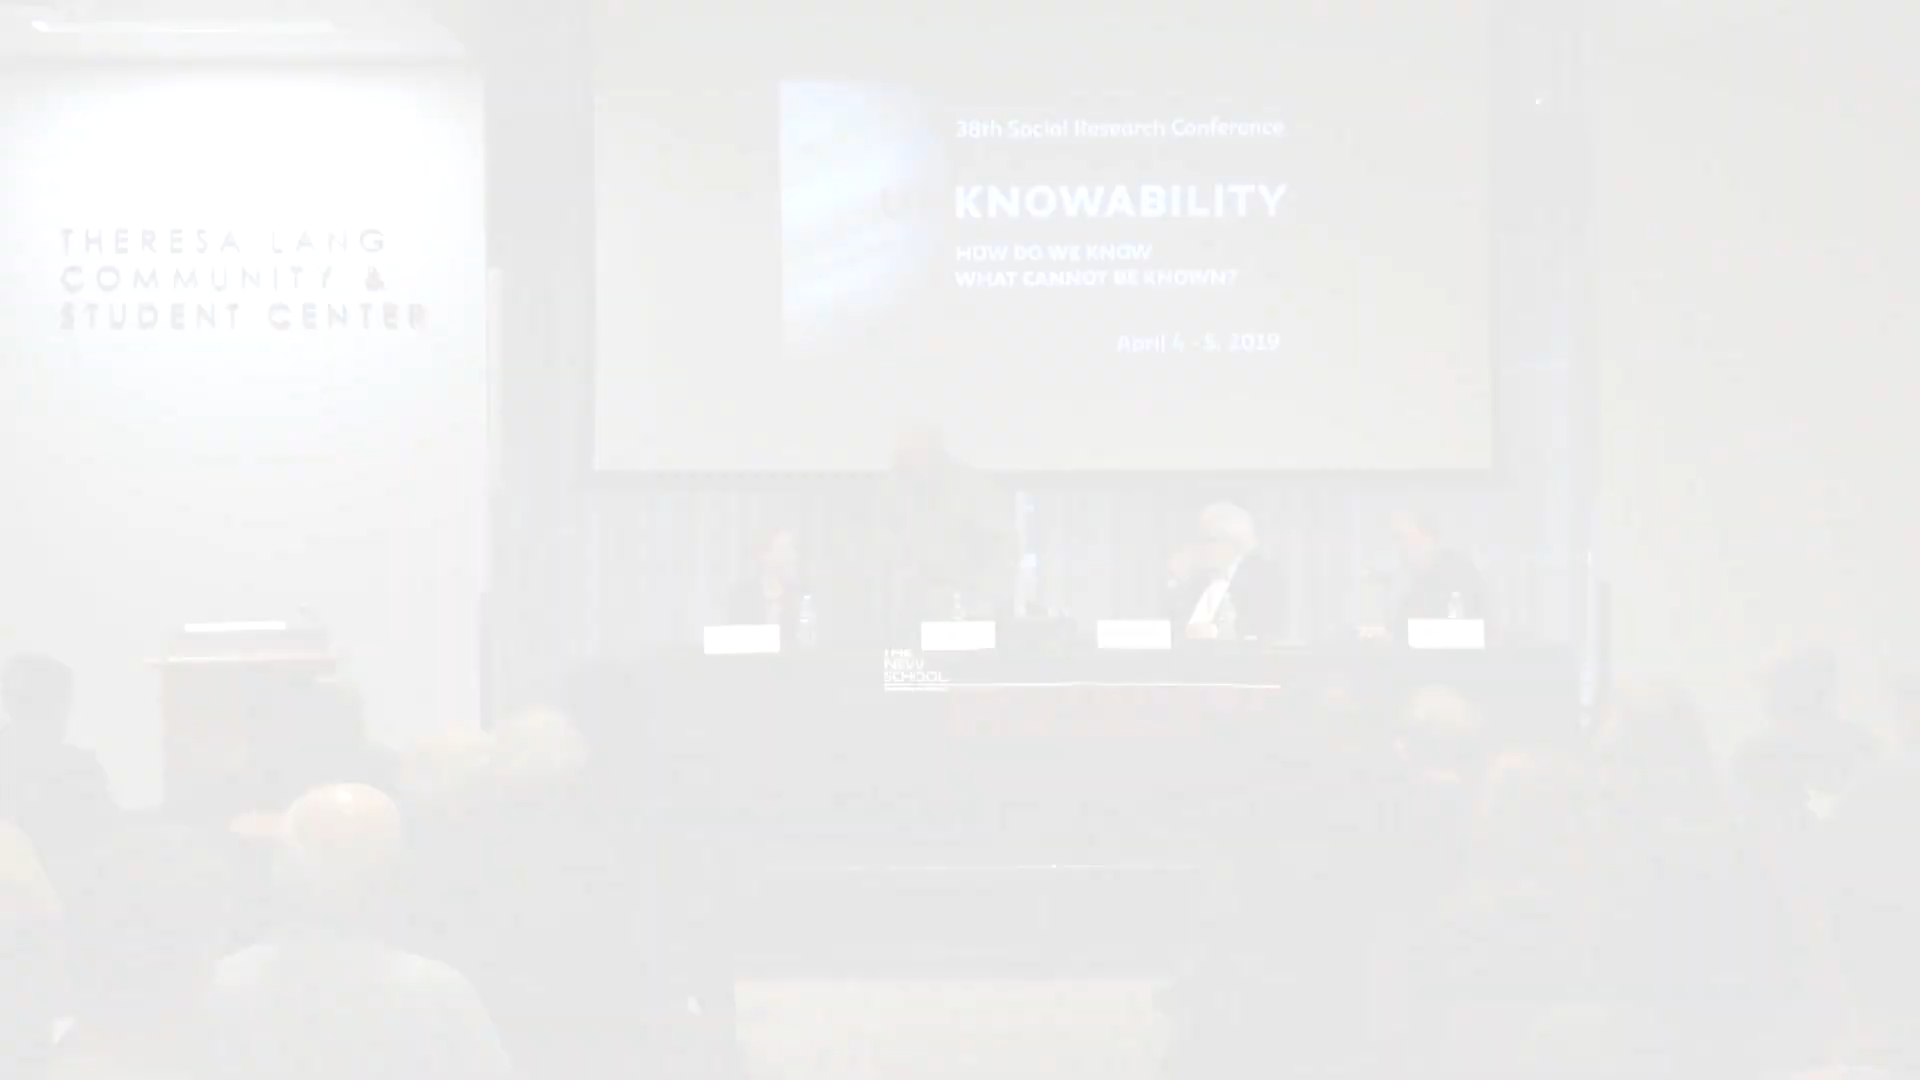 38th Social Research Conference
UNKNOWABILITY
HOW DO WE KNOW
WHAT CANNOT BE KNOWN?
April 4 - 5, 2019
THERESA LANG
COMMUNITY &
STUDENT CENTER
THE
NEW
SCHOOL